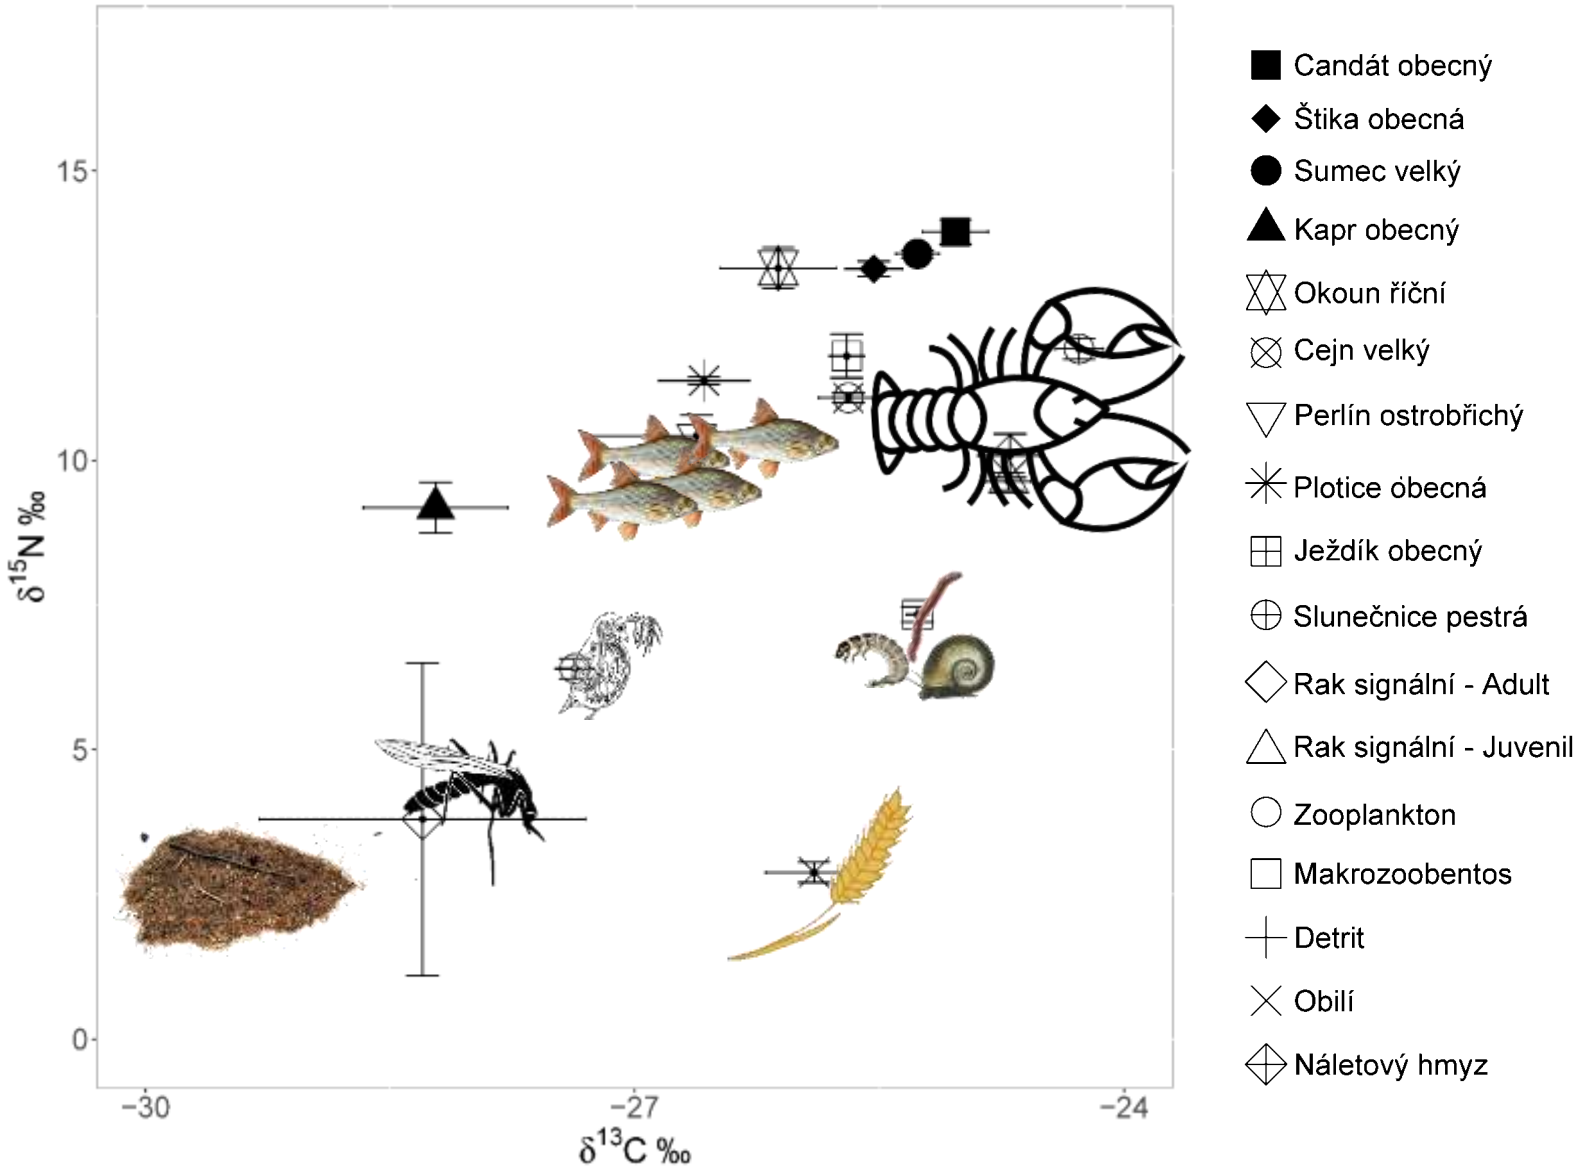 15
10
5
0
δ15N ‰
−30
−27
−24
δ13C ‰
Candát obecný
Štika obecná
Sumec velký
Kapr obecný
Okoun říční
Cejn velký
Perlín ostrobřichý
Plotice obecná
Ježdík obecný
Slunečnice pestrá
Rak signální - Adult
Rak signální - Juvenil
Zooplankton
Makrozoobentos
Detrit
Obilí
Náletový hmyz